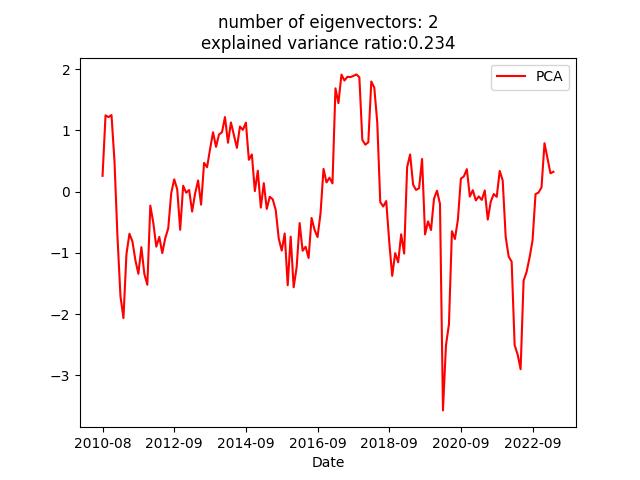 number of eigenvectors: 2
explained variance ratio:0.234
PCA
2
1
0
−1
−2
−3
2010-08 2012-09 2014-09 2016-09 2018-09 2020-09 2022-09
Date